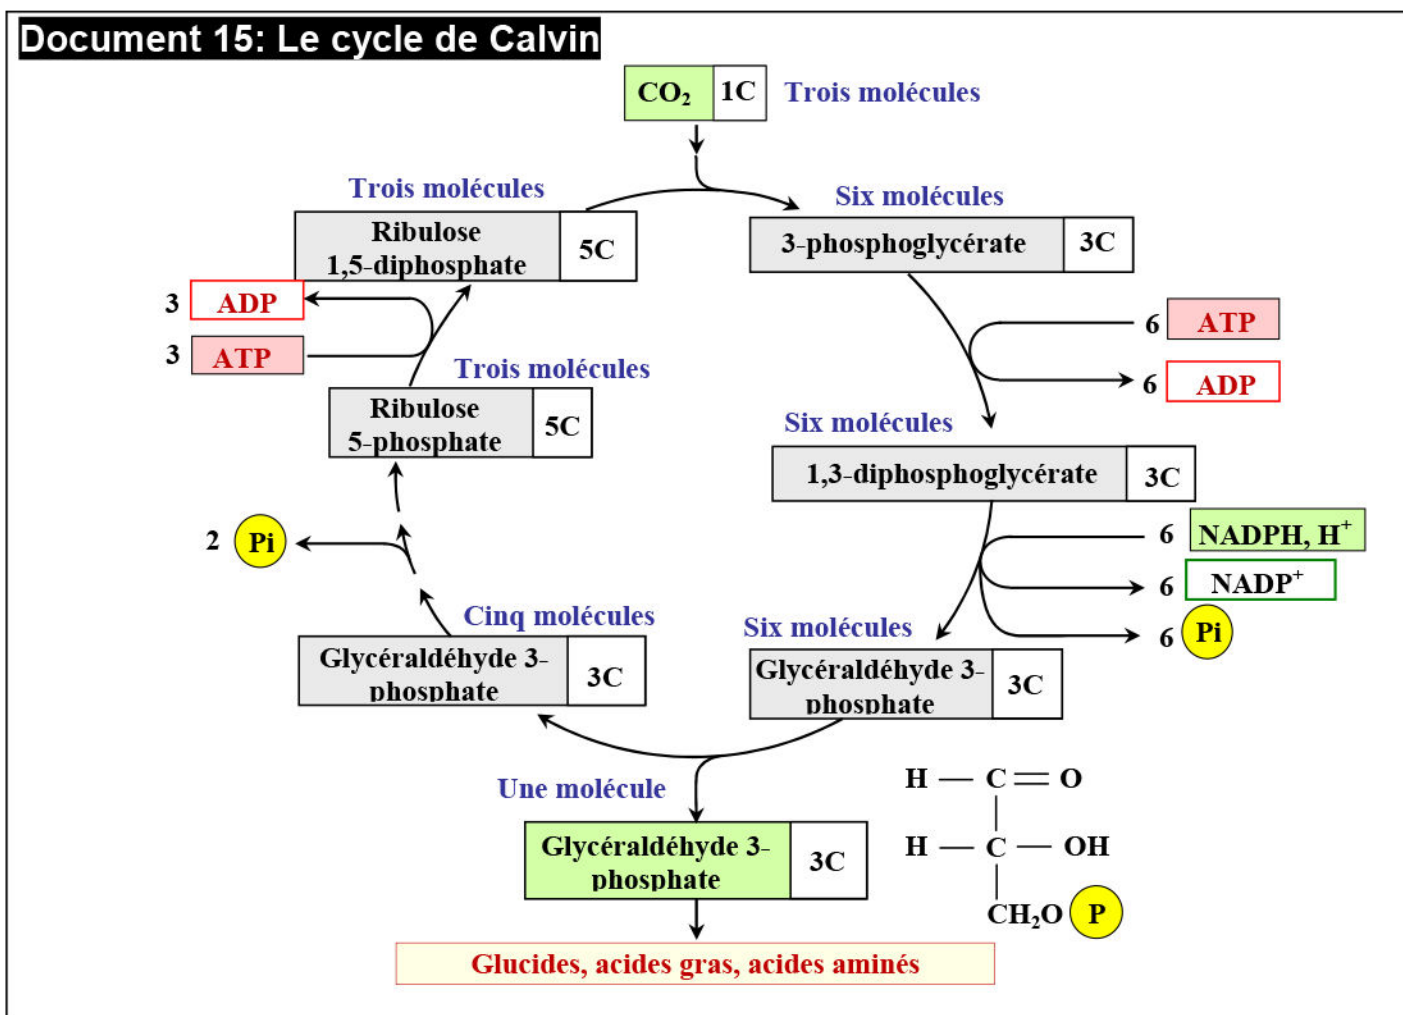 Document 15: Le cycle de Calvin
CO₂ 1C Trois molécules
Trois molécules
Ribulose
1,5-diphosphate
5C
Six molécules
3-phosphoglycérate 3C
3 ADP
3 ATP
6 ATP
6 ADP
Trois molécules
Ribulose
5-phosphate
5C
Six molécules
1,3-diphosphoglycérate 3C
2 Pi
6 NADPH, H⁺
6 NADP⁺
6 Pi
Cinq molécules
Glycéraldéhyde 3-
phosphate
3C
Six molécules
Glycéraldéhyde 3-
phosphate
3C
Une molécule
Glycéraldéhyde 3-
phosphate
3C
H — C = O
H — C — OH
CH₂O P
Glucides, acides gras, acides aminés